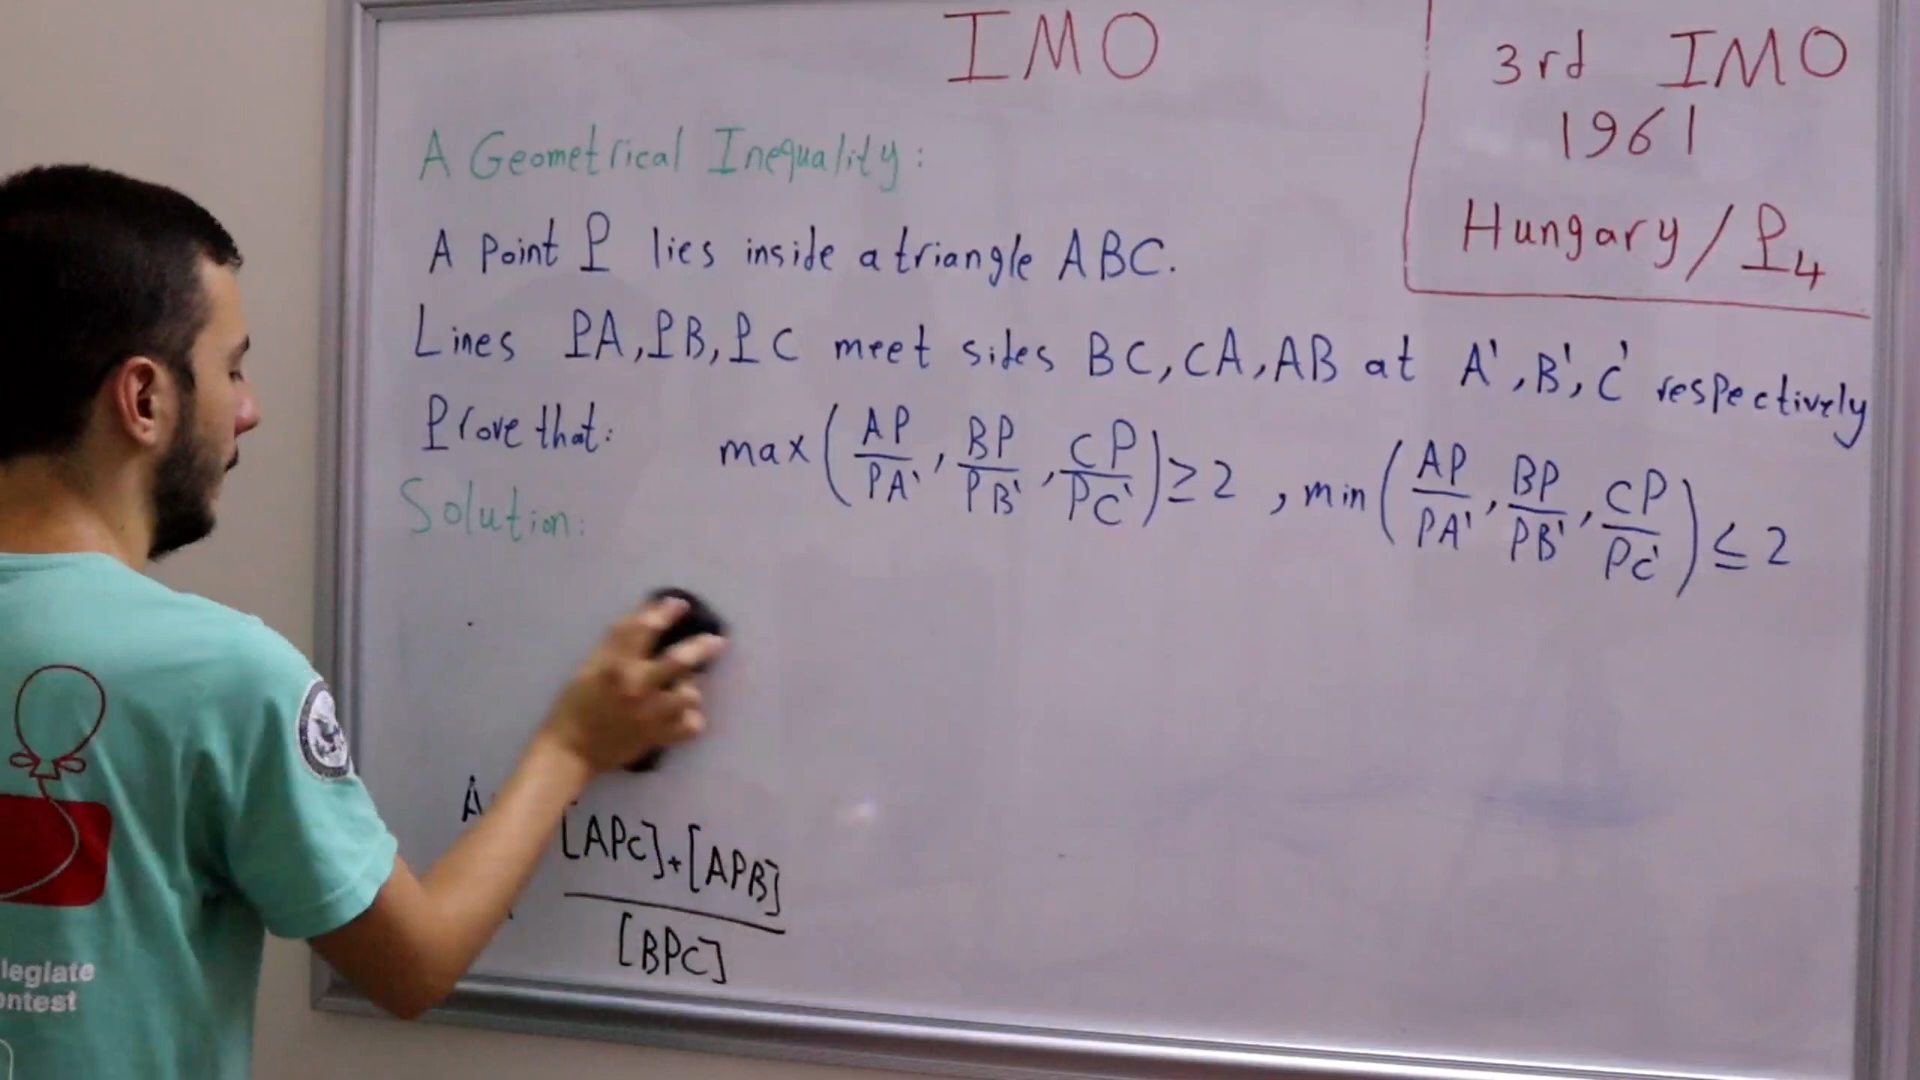 IMO
3rd IMO
1961
Hungary / P4
A Geometrical Inequality:
A Point P lies inside a triangle ABC.
Lines PA, PB, PC meet sides BC, CA, AB at A', B', C' respectively
Prove that: max(AP/PA', BP/PB', CP/PC') ≥ 2 , min(AP/PA', BP/PB', CP/PC') ≤ 2
Solution:
A
[APC]+[APB]
[BPC]
legiate
ontest